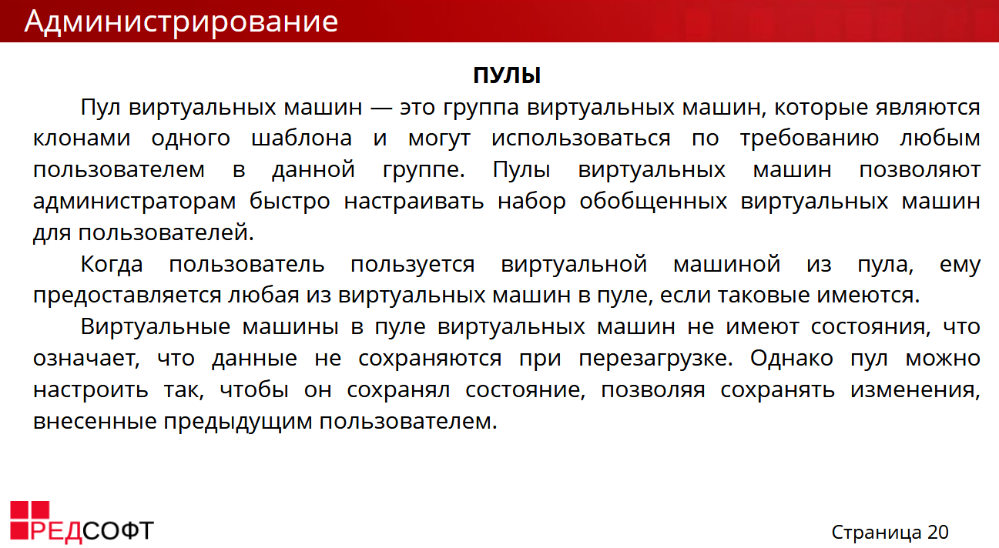 Администрирование
ПУЛЫ
Пул виртуальных машин — это группа виртуальных машин, которые являются
клонами одного шаблона и могут использоваться по требованию любым
пользователем в данной группе. Пулы виртуальных машин позволяют
администраторам быстро настраивать набор обобщенных виртуальных машин
для пользователей.
Когда пользователь пользуется виртуальной машиной из пула, ему
предоставляется любая из виртуальных машин в пуле, если таковые имеются.
Виртуальные машины в пуле виртуальных машин не имеют состояния, что
означает, что данные не сохраняются при перезагрузке. Однако пул можно
настроить так, чтобы он сохранял состояние, позволяя сохранять изменения,
внесенные предыдущим пользователем.
РЕДСОФТ
Страница 20